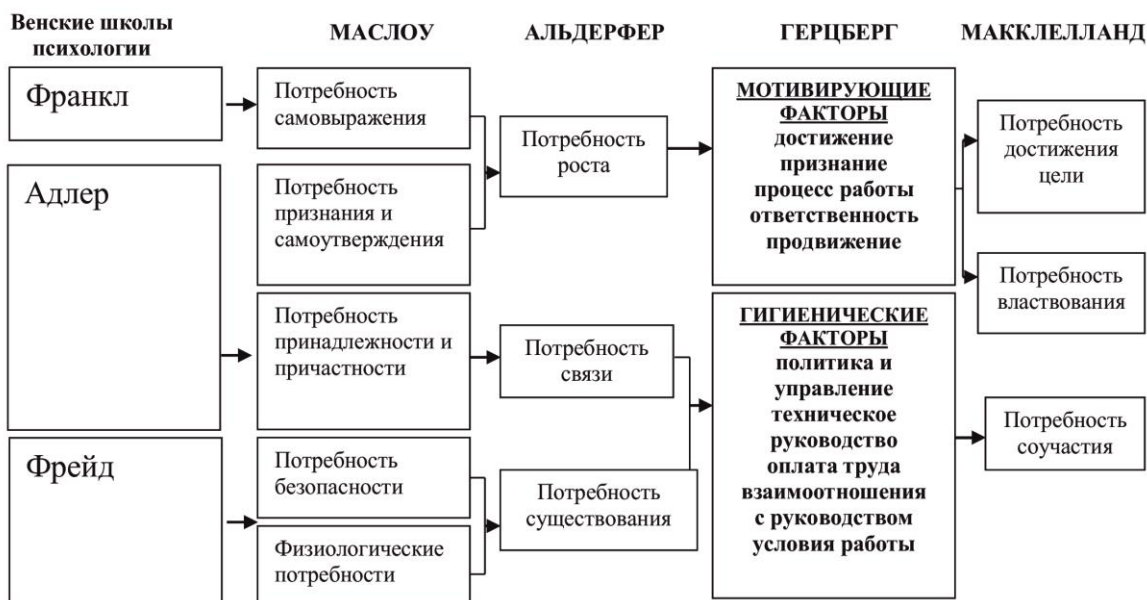 Венские школы
психологии
МАСЛОУ
АЛЬДЕРФЕР
ГЕРЦБЕРГ
МАККЛЕЛЛАНД
Франкл
Адлер
Фрейд
Потребность
самовыражения
Потребность
признания и
самоутверждения
Потребность
принадлежности и
причастности
Потребность
безопасности
Физиологические
потребности
Потребность
роста
Потребность
связи
Потребность
существования
МОТИВИРУЮЩИЕ
ФАКТОРЫ
достижение
признание
процесс работы
ответственность
продвижение
ГИГИЕНИЧЕСКИЕ
ФАКТОРЫ
политика и
управление
техническое
руководство
оплата труда
взаимоотношения
с руководством
условия работы
Потребность
достижения
цели
Потребность
властвования
Потребность
соучастия